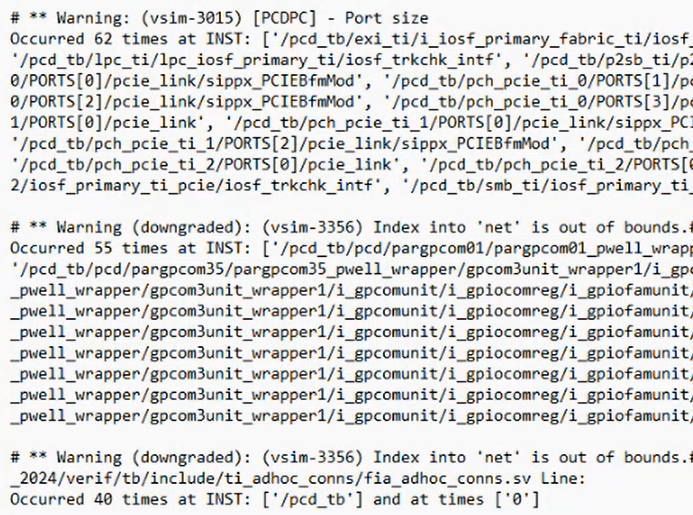 # ** Warning: (vsim-3015) [PCDPC] - Port size
Occurred 62 times at INST: ['/pcd_tb/exi_ti/i_iosf_primary_fabric_ti/iosf_
'/pcd_tb/lpc_ti/lpc_iosf_primary_ti/iosf_trkchk_intf', '/pcd_tb/p2sb_ti/p2
0/PORTS[0]/pcie_link/sippx_PCIEBfmMod', '/pcd_tb/pch_pcie_ti_0/PORTS[1]/pc
0/PORTS[2]/pcie_link/sippx_PCIEBfmMod', '/pcd_tb/pch_pcie_ti_0/PORTS[3]/pc
1/PORTS[0]/pcie_link', '/pcd_tb/pch_pcie_ti_1/PORTS[0]/pcie_link/sippx_PCI
'/pcd_tb/pch_pcie_ti_1/PORTS[2]/pcie_link/sippx_PCIEBfmMod', '/pcd_tb/pch_
'/pcd_tb/pch_pcie_ti_2/PORTS[0]/pcie_link', '/pcd_tb/pch_pcie_ti_2/PORTS[0
2/iosf_primary_ti_pcie/iosf_trkchk_intf', '/pcd_tb/smb_ti/iosf_primary_ti_
# ** Warning (downgraded): (vsim-3356) Index into 'net' is out of bounds.#
Occurred 55 times at INST: ['/pcd_tb/pcd/pargpcom01/pargpcom01_pwell_wrapp
'/pcd_tb/pcd/pargpcom35/pargpcom35_pwell_wrapper/gpcom3unit_wrapper1/i_gpc
_pwell_wrapper/gpcom3unit_wrapper1/i_gpcomunit/i_gpiocomreg/i_gpiofamunit/
_pwell_wrapper/gpcom3unit_wrapper1/i_gpcomunit/i_gpiocomreg/i_gpiofamunit/
_pwell_wrapper/gpcom3unit_wrapper1/i_gpcomunit/i_gpiocomreg/i_gpiofamunit/
_pwell_wrapper/gpcom3unit_wrapper1/i_gpcomunit/i_gpiocomreg/i_gpiofamunit/
_pwell_wrapper/gpcom3unit_wrapper1/i_gpcomunit/i_gpiocomreg/i_gpiofamunit/
_pwell_wrapper/gpcom3unit_wrapper1/i_gpcomunit/i_gpiocomreg/i_gpiofamunit/
_pwell_wrapper/gpcom3unit_wrapper1/i_gpcomunit/i_gpiocomreg/i_gpiofamunit/
# ** Warning (downgraded): (vsim-3356) Index into 'net' is out of bounds.#
_2024/verif/tb/include/ti_adhoc_conns/fia_adhoc_conns.sv Line:
Occurred 40 times at INST: ['/pcd_tb'] and at times ['0']